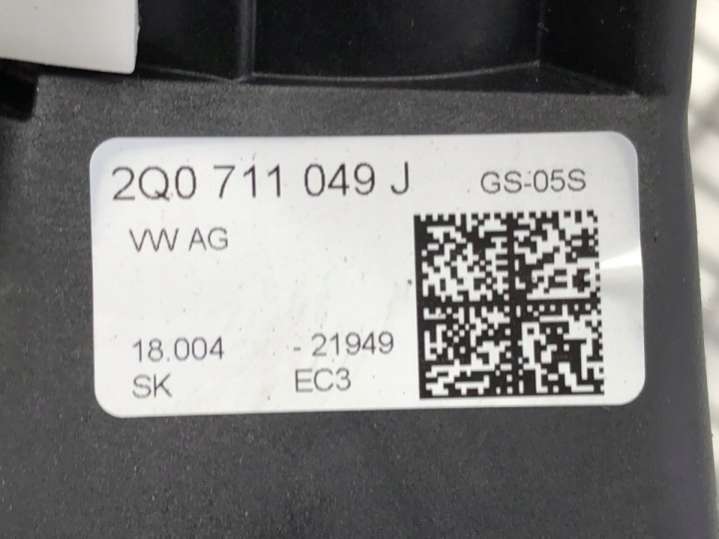 2Q0 711 049 J GS-05S
VW AG
18.004 - 21949
SK EC3